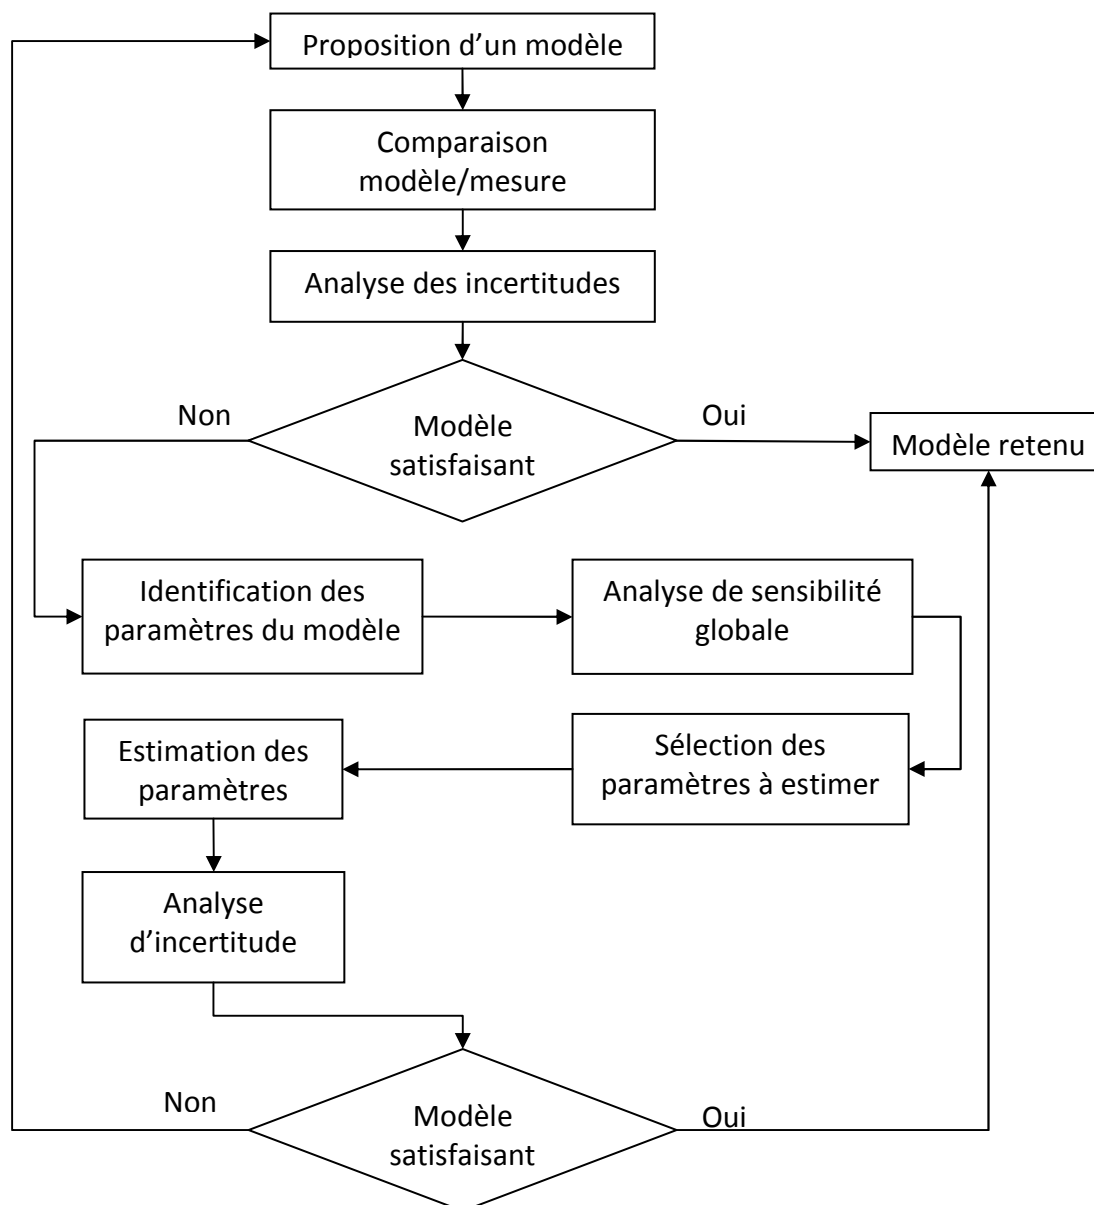 Proposition d’un modèle
Comparaison
modèle/mesure
Analyse des incertitudes
Non
Modèle
satisfaisant
Oui
Modèle retenu
Identification des
paramètres du modèle
Analyse de sensibilité
globale
Estimation des
paramètres
Sélection des
paramètres à estimer
Analyse
d’incertitude
Non
Modèle
satisfaisant
Oui